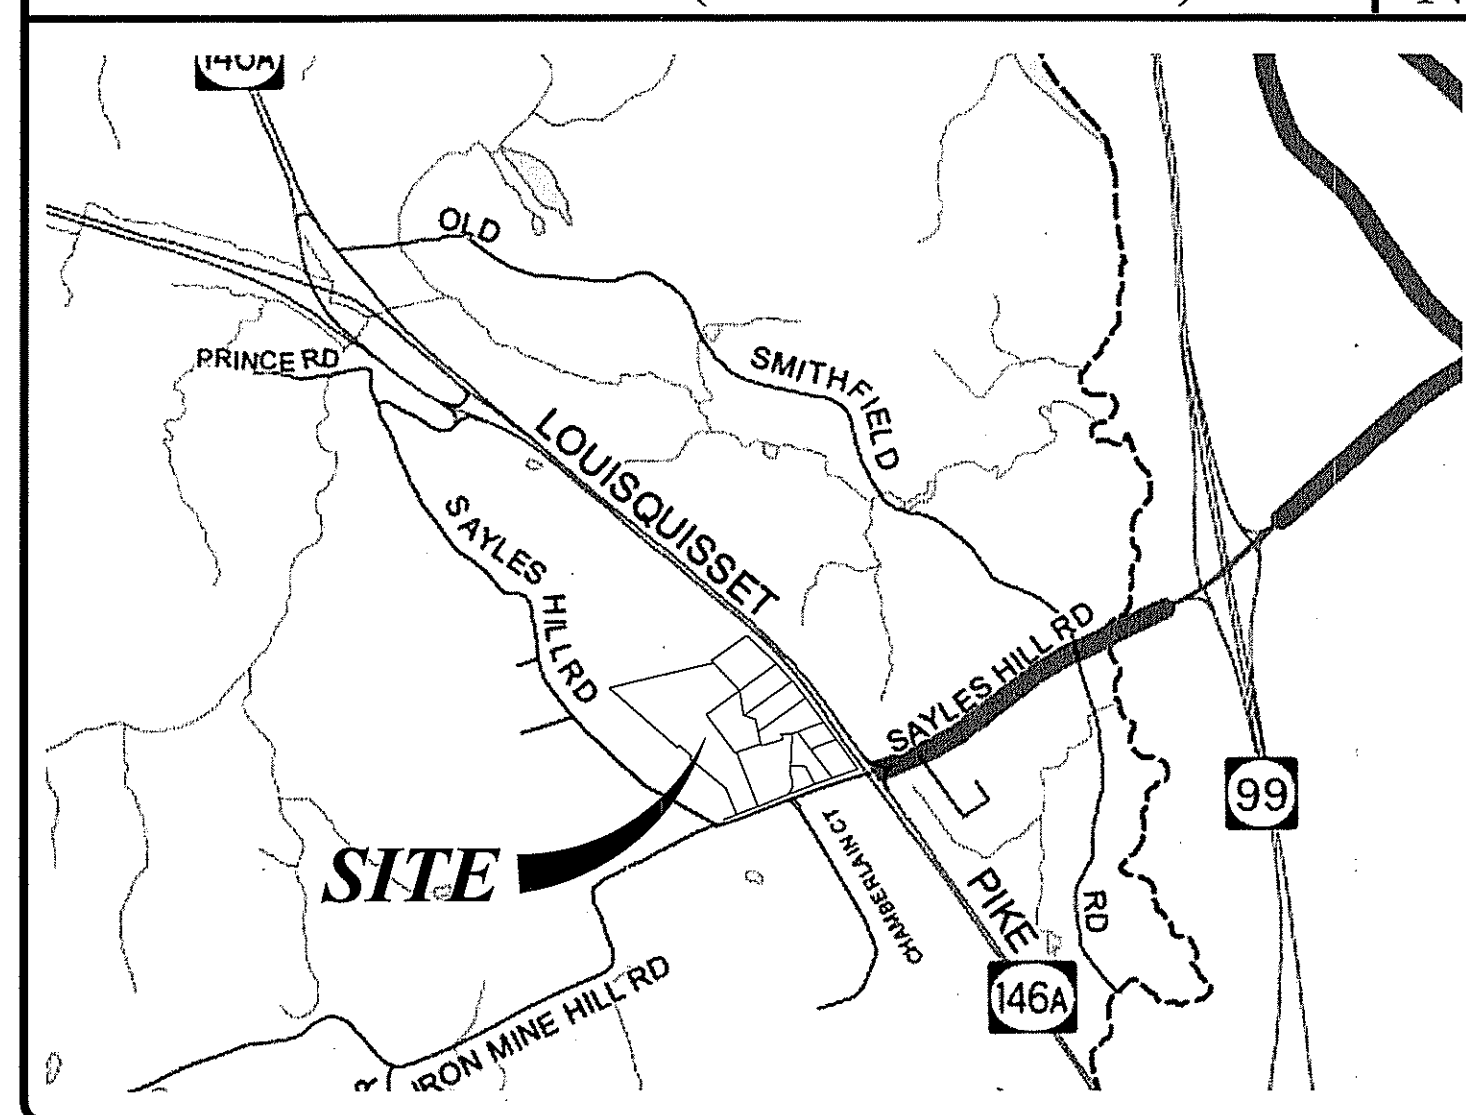 146A
OLD
SMITHFIELD
PRINCE RD
LOUISQUISSET
SAYLES HILL RD
SAYLES HILL RD
99
SITE
CHAMBERLAIN CT
PIKE
RD
146A
IRON MINE HILL RD